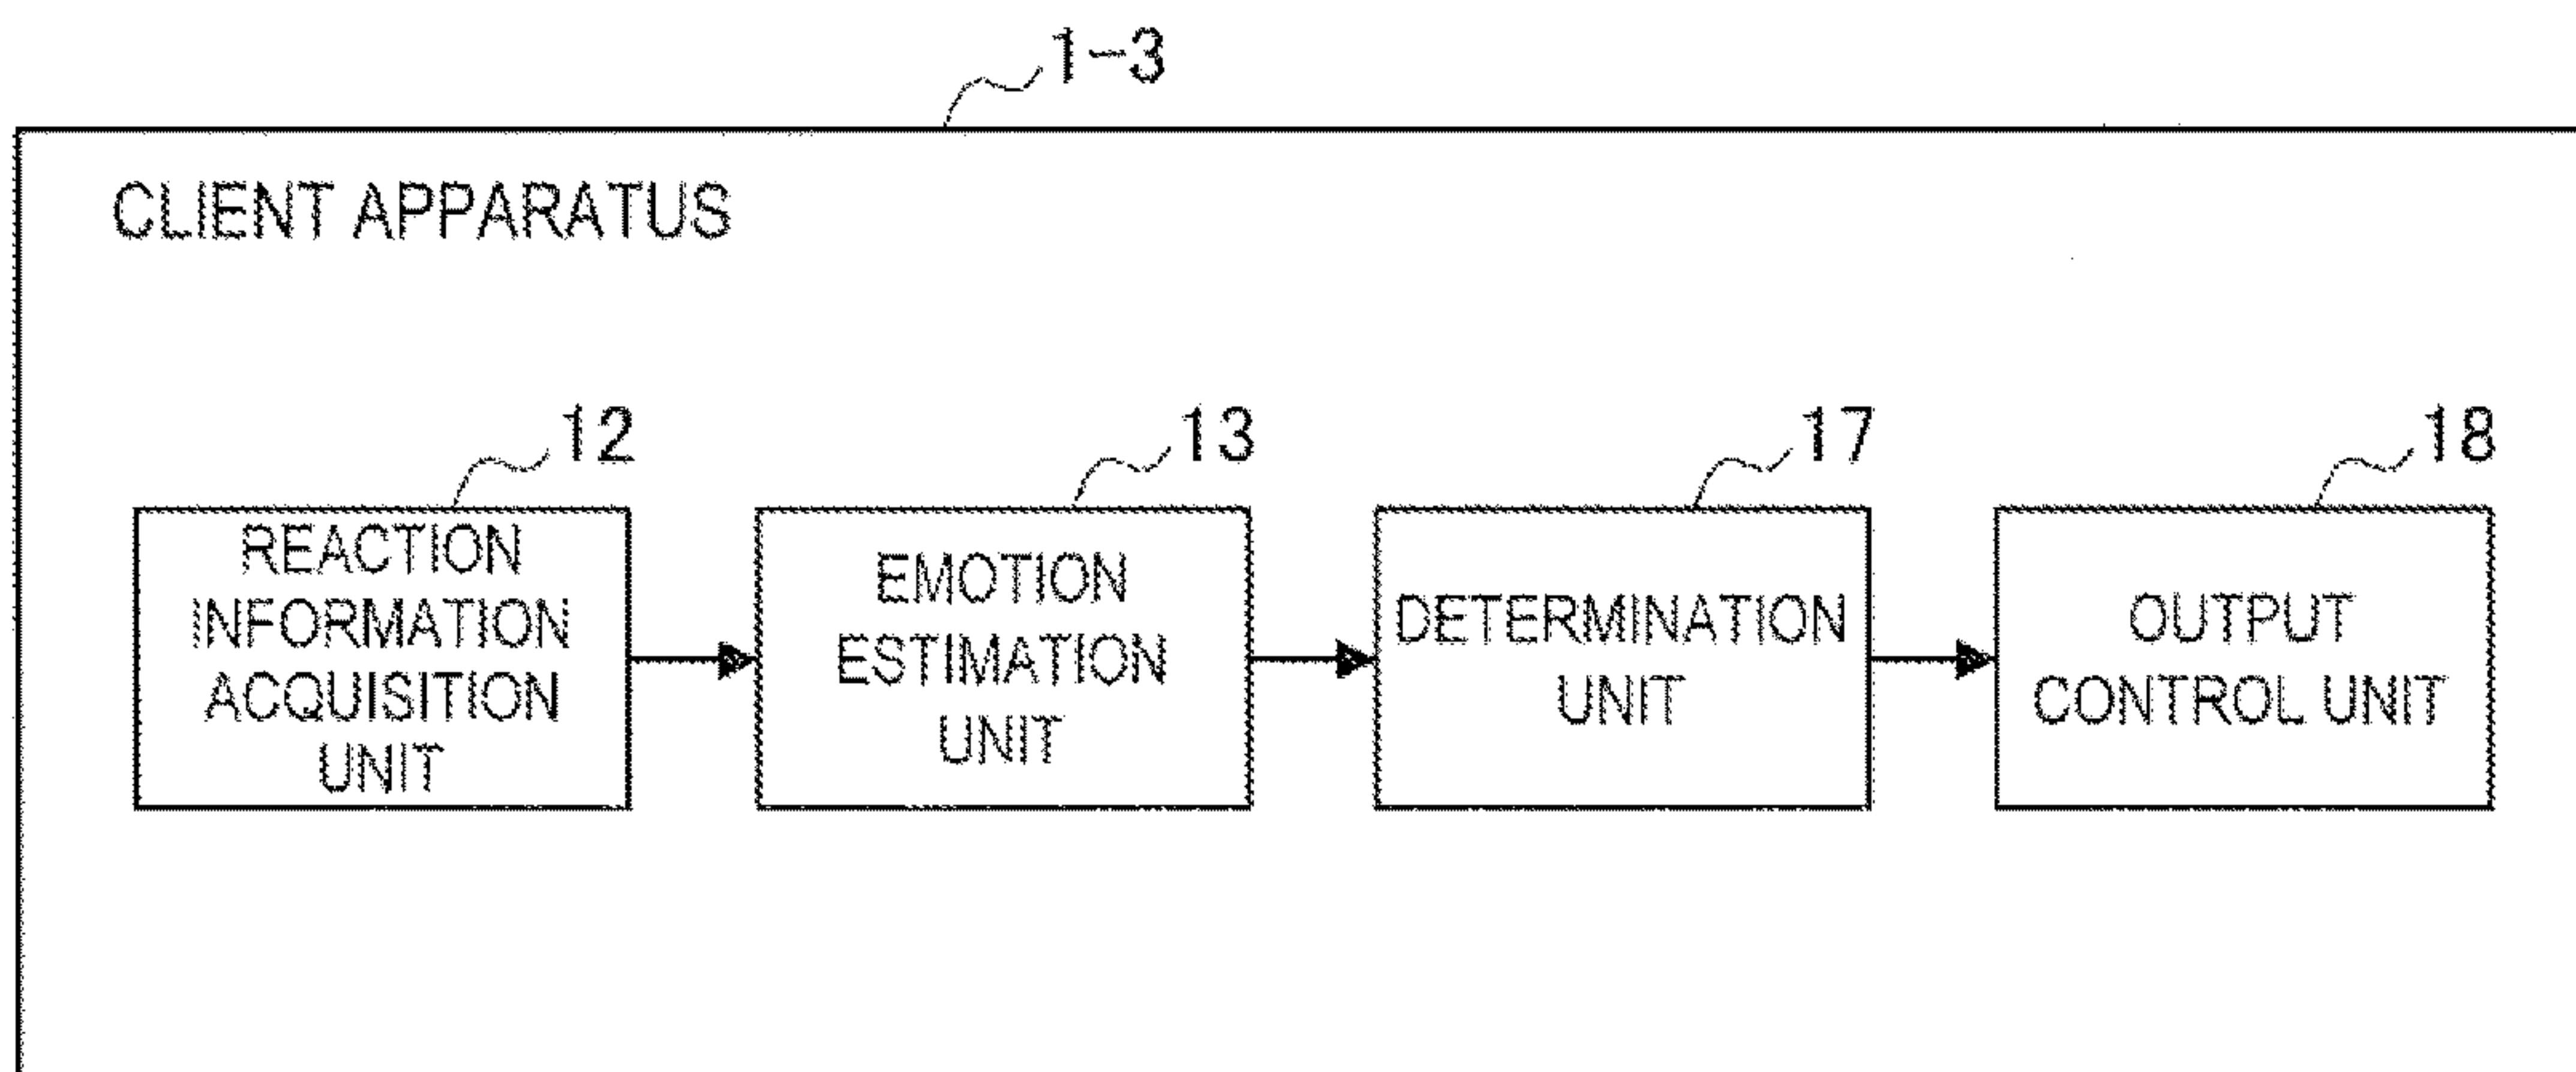 1-3
CLIENT APPARATUS
12
13
17
18
REACTION
INFORMATION
ACQUISITION
UNIT
EMOTION
ESTIMATION
UNIT
DETERMINATION
UNIT
OUTPUT
CONTROL UNIT